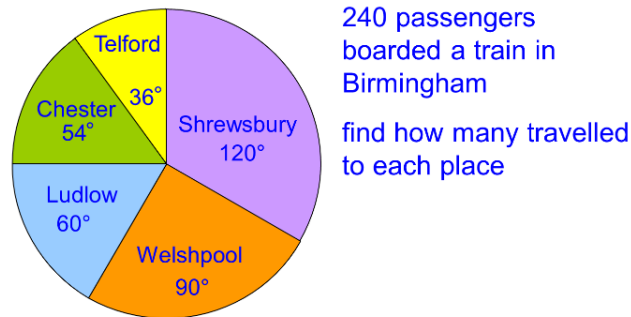 Telford
36°
Chester
54°
Shrewsbury
120°
Ludlow
60°
Welshpool
90°
240 passengers
boarded a train in
Birmingham
find how many travelled
to each place